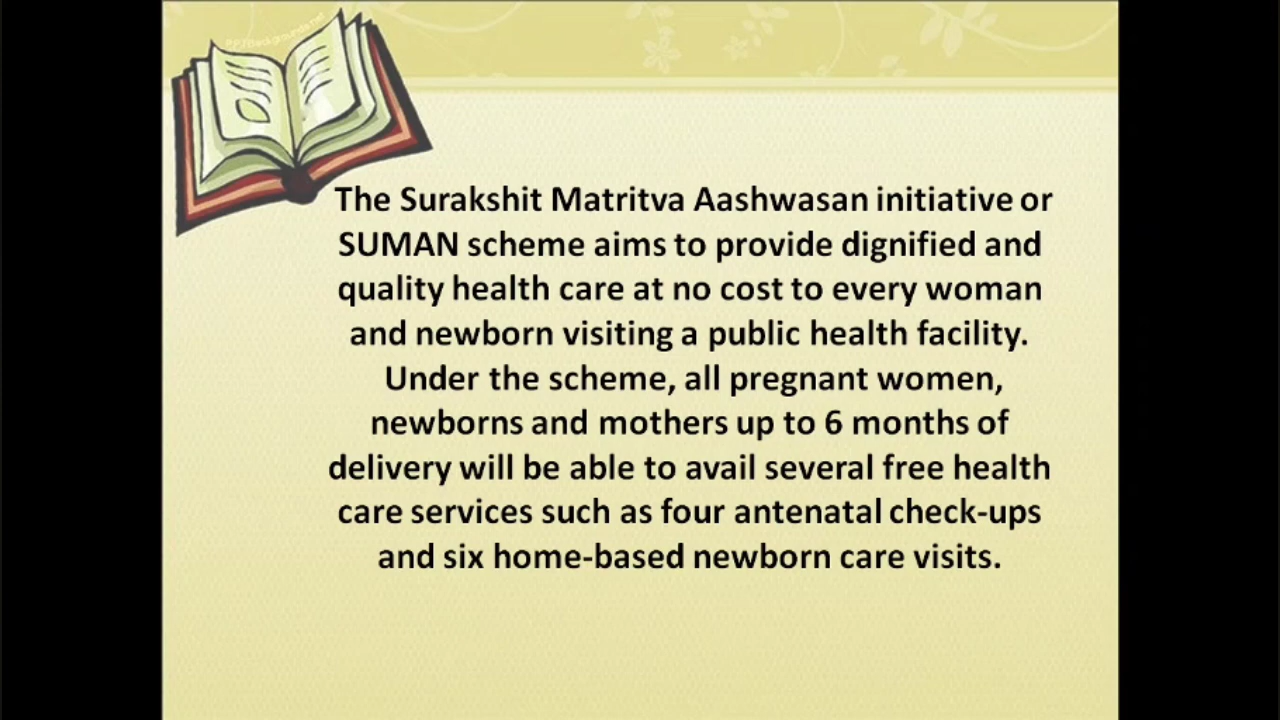 PPTBackgrounds.net
The Surakshit Matritva Aashwasan initiative or
SUMAN scheme aims to provide dignified and
quality health care at no cost to every woman
and newborn visiting a public health facility.
Under the scheme, all pregnant women,
newborns and mothers up to 6 months of
delivery will be able to avail several free health
care services such as four antenatal check-ups
and six home-based newborn care visits.